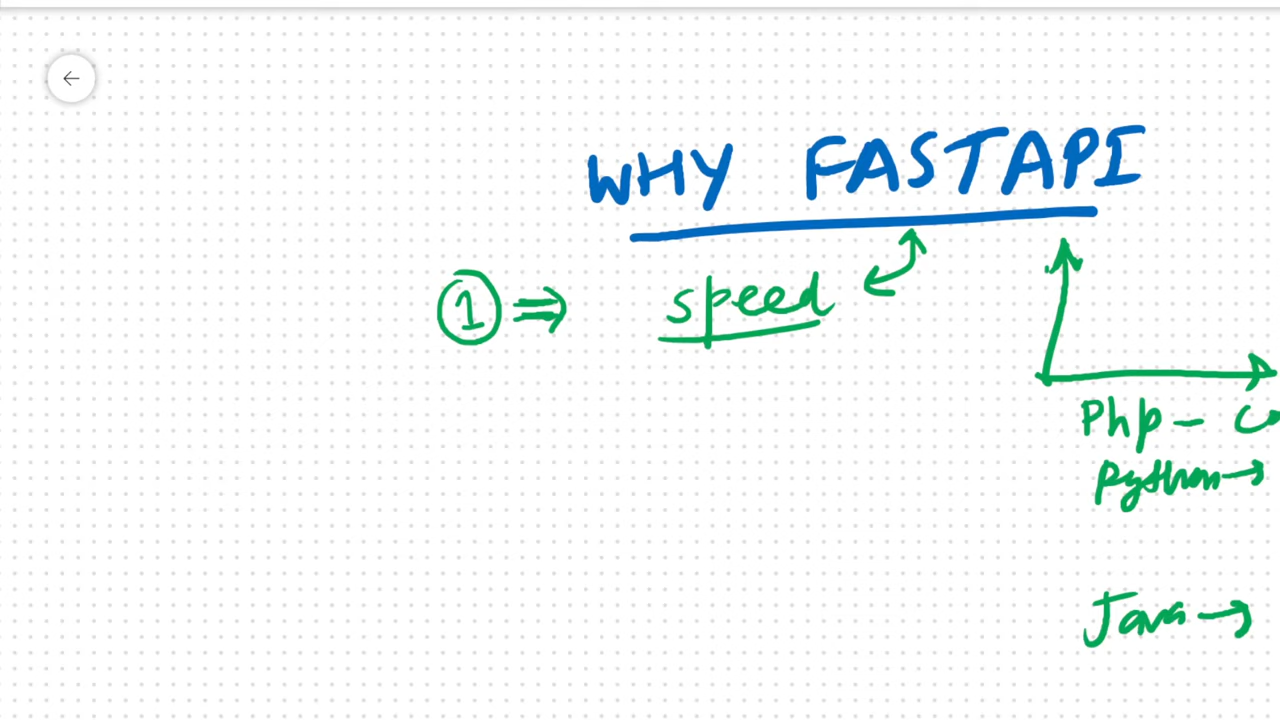 WHY FASTAPI
1 ⇒ speed
Php -
Python →
Java →